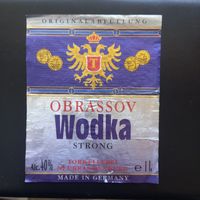 ORIGINALABFÜLLUNG
T
OBRASSOV
Wodka
STRONG
Alc. 40%
e 1 L
MADE IN GERMANY